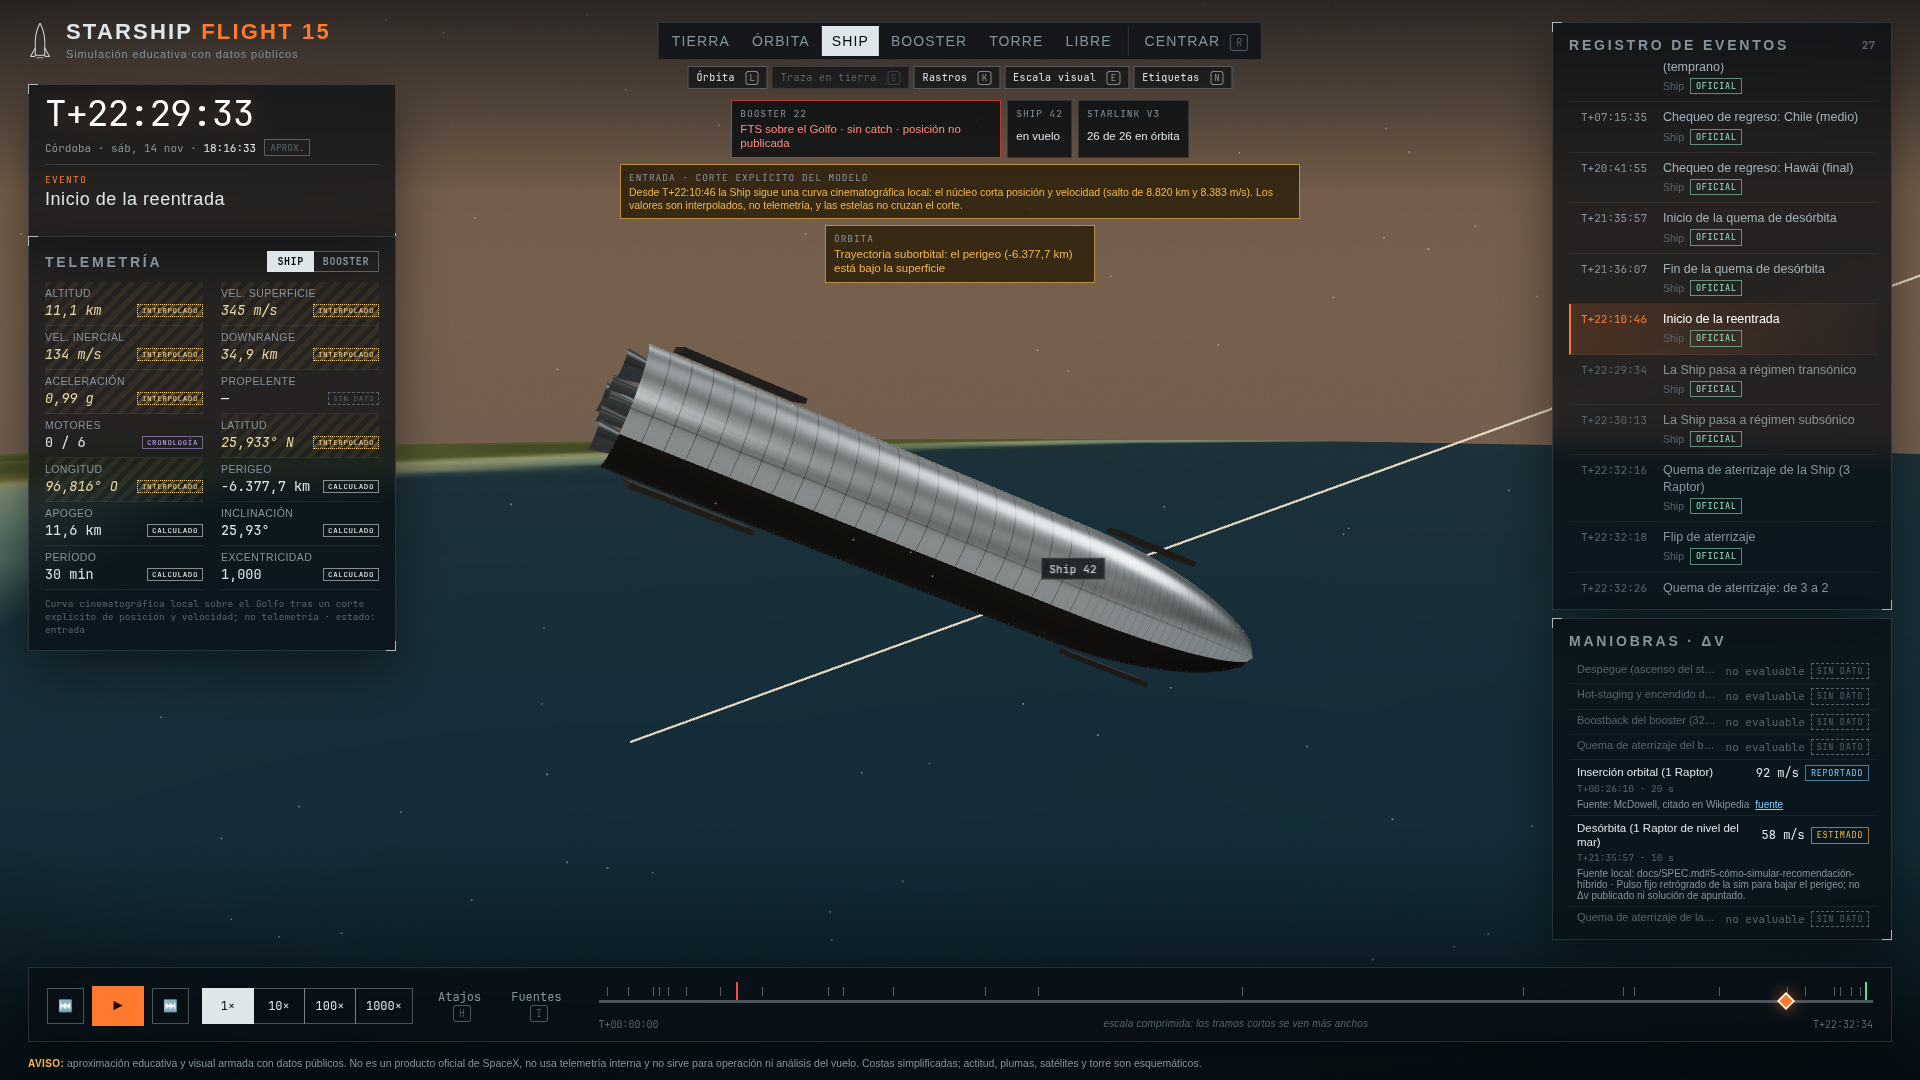 STARSHIP FLIGHT 15
Simulación educativa con datos públicos
T+22:29:33
Córdoba · sáb, 14 nov · 18:16:33 APROX.
EVENTO
Inicio de la reentrada
TELEMETRÍA SHIP BOOSTER
ALTITUD VEL. SUPERFICIE
11,1 km INTERPOLADO 345 m/s INTERPOLADO
VEL. INERCIAL DOWNRANGE
134 m/s INTERPOLADO 34,9 km INTERPOLADO
ACELERACIÓN PROPELENTE
0,99 g INTERPOLADO — SIN DATO
MOTORES LATITUD
0 / 6 CRONOLOGÍA 25,933° N INTERPOLADO
LONGITUD PERIGEO
96,816° O INTERPOLADO -6.377,7 km CALCULADO
APOGEO INCLINACIÓN
11,6 km CALCULADO 25,93° CALCULADO
PERÍODO EXCENTRICIDAD
30 min CALCULADO 1,000 CALCULADO
Curva cinematográfica local sobre el Golfo tras un corte
explícito de posición y velocidad; no telemetría · estado:
entrada
TIERRA ÓRBITA SHIP BOOSTER TORRE LIBRE CENTRAR R
Órbita L Traza en tierra G Rastros K Escala visual E Etiquetas N
BOOSTER 22
FTS sobre el Golfo · sin catch · posición no
publicada
SHIP 42
en vuelo
STARLINK V3
26 de 26 en órbita
ENTRADA · CORTE EXPLÍCITO DEL MODELO
Desde T+22:10:46 la Ship sigue una curva cinematográfica local: el núcleo corta posición y velocidad (salto de 8.820 km y 8.383 m/s). Los
valores son interpolados, no telemetría, y las estelas no cruzan el corte.
ÓRBITA
Trayectoria suborbital: el perigeo (-6.377,7 km)
está bajo la superficie
Ship 42
REGISTRO DE EVENTOS 27
(temprano)
Ship OFICIAL
T+07:15:35 Chequeo de regreso: Chile (medio)
Ship OFICIAL
T+20:41:55 Chequeo de regreso: Hawái (final)
Ship OFICIAL
T+21:35:57 Inicio de la quema de desórbita
Ship OFICIAL
T+21:36:07 Fin de la quema de desórbita
Ship OFICIAL
T+22:10:46 Inicio de la reentrada
Ship OFICIAL
T+22:29:34 La Ship pasa a régimen transónico
Ship OFICIAL
T+22:30:13 La Ship pasa a régimen subsónico
Ship OFICIAL
T+22:32:16 Quema de aterrizaje de la Ship (3
Raptor)
Ship OFICIAL
T+22:32:18 Flip de aterrizaje
Ship OFICIAL
T+22:32:26 Quema de aterrizaje: de 3 a 2
MANIOBRAS · ΔV
Despegue (ascenso del st… no evaluable SIN DATO
Hot-staging y encendido d… no evaluable SIN DATO
Boostback del booster (32… no evaluable SIN DATO
Quema de aterrizaje del b… no evaluable SIN DATO
Inserción orbital (1 Raptor) 92 m/s REPORTADO
T+00:26:10 · 20 s
Fuente: McDowell, citado en Wikipedia fuente
Desórbita (1 Raptor de nivel del
mar) 58 m/s ESTIMADO
T+21:35:57 · 10 s
Fuente local: docs/SPEC.md#5-cómo-simular-recomendación-
híbrido · Pulso fijo retrógrado de la sim para bajar el perigeo; no
Δv publicado ni solución de apuntado.
Quema de aterrizaje de la… no evaluable SIN DATO
1× 10× 100× 1000×
Atajos H
Fuentes I
T+00:00:00 escala comprimida: los tramos cortos se ven más anchos T+22:32:34
AVISO: aproximación educativa y visual armada con datos públicos. No es un producto oficial de SpaceX, no usa telemetría interna y no sirve para operación ni análisis del vuelo. Costas simplificadas; actitud, plumas, satélites y torre son esquemáticos.